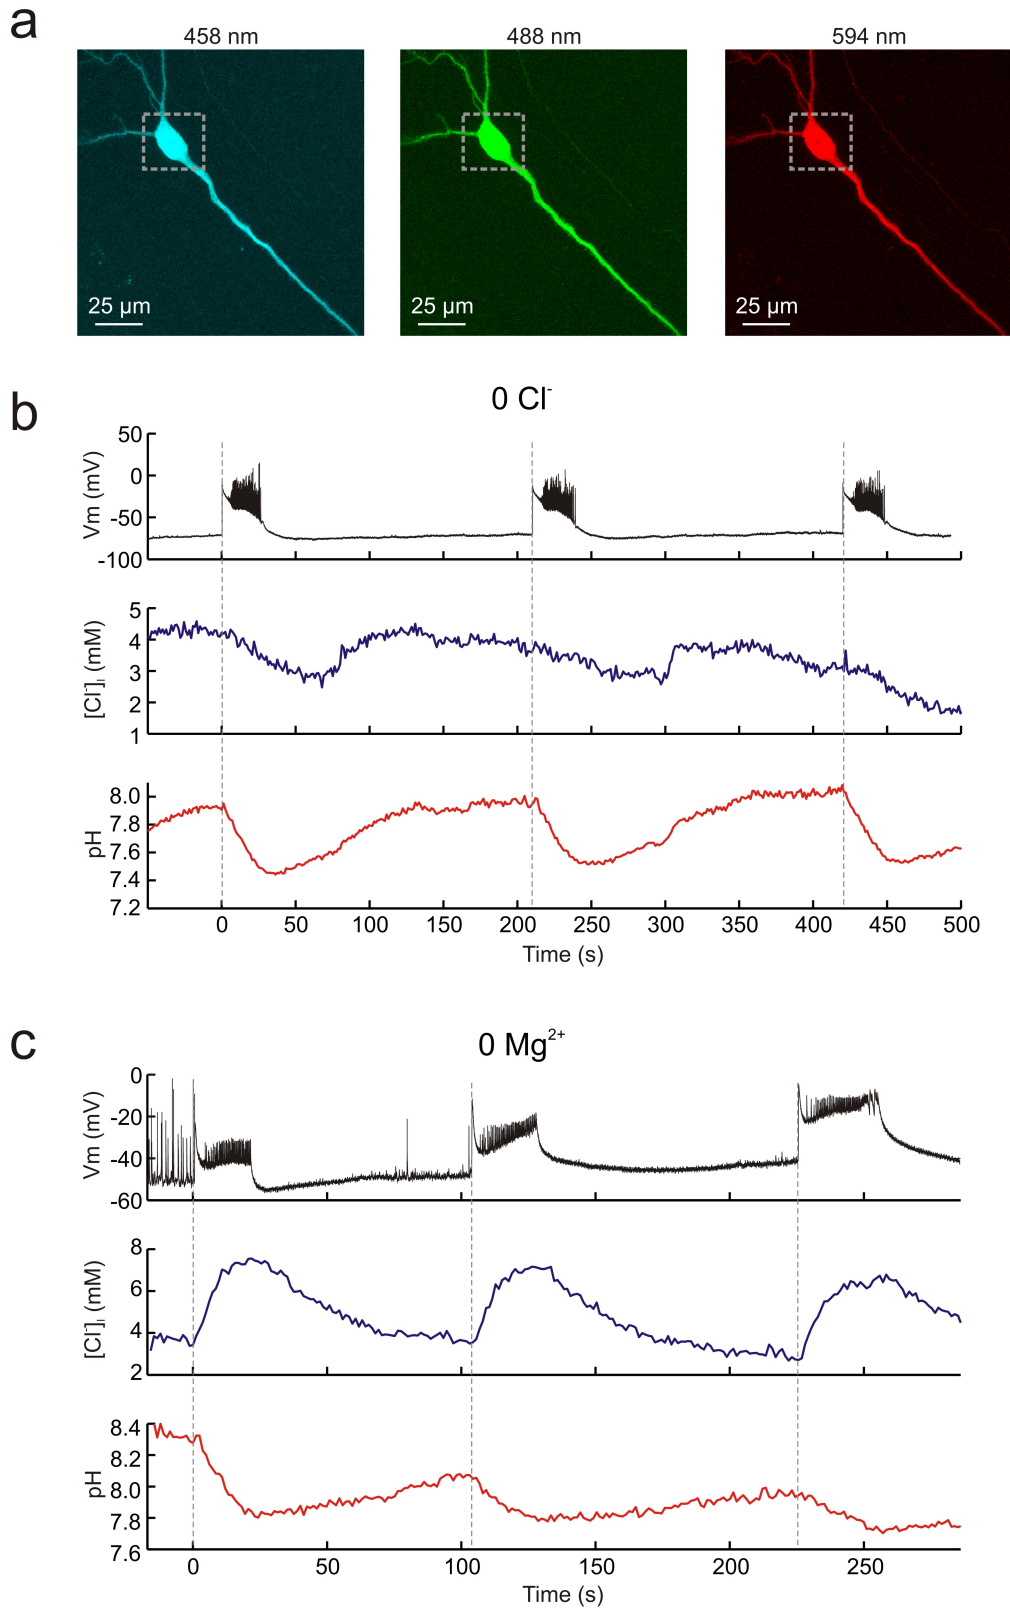 a
458 nm
488 nm
594 nm
25 µm
25 µm
25 µm
b
0 Cl⁻
50
0
-50
-100
Vm (mV)
5
4
3
2
1
[Cl⁻]ᵢ (mM)
8.0
7.8
7.6
7.4
7.2
pH
0 50 100 150 200 250 300 350 400 450 500
Time (s)
c
0 Mg²⁺
0
-20
-40
-60
Vm (mV)
8
6
4
2
[Cl⁻]ᵢ (mM)
8.4
8.2
8.0
7.8
7.6
pH
0 50 100 150 200 250
Time (s)